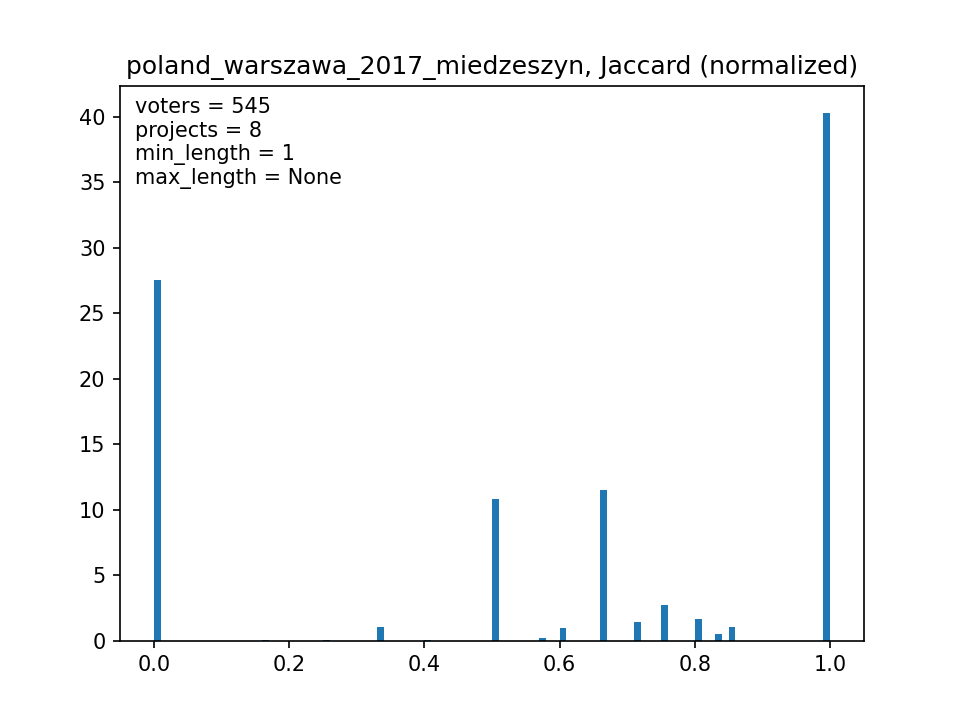 poland_warszawa_2017_miedzeszyn, Jaccard (normalized)
voters = 545
projects = 8
min_length = 1
max_length = None
40
35
30
25
20
15
10
5
0
0.0 0.2 0.4 0.6 0.8 1.0